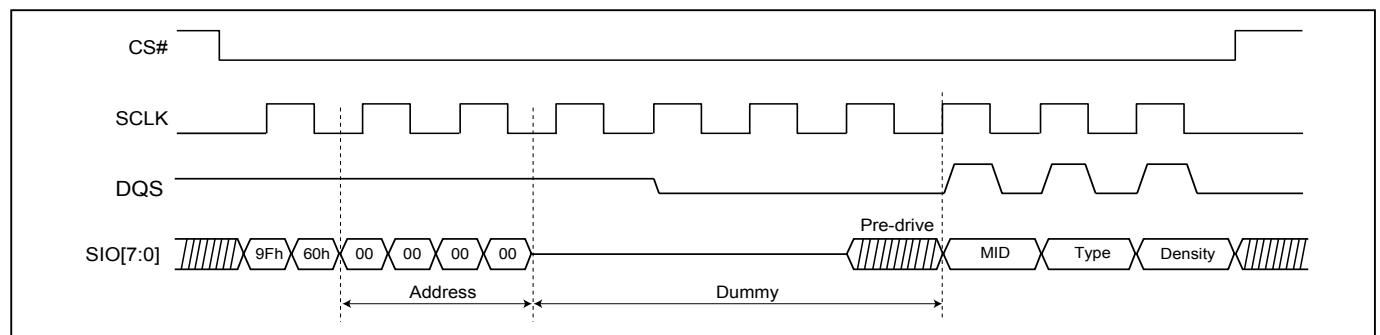 CS#
SCLK
DQS
Pre-drive
SIO[7:0] 9Fh 60h 00 00 00 00 MID Type Density
Address Dummy